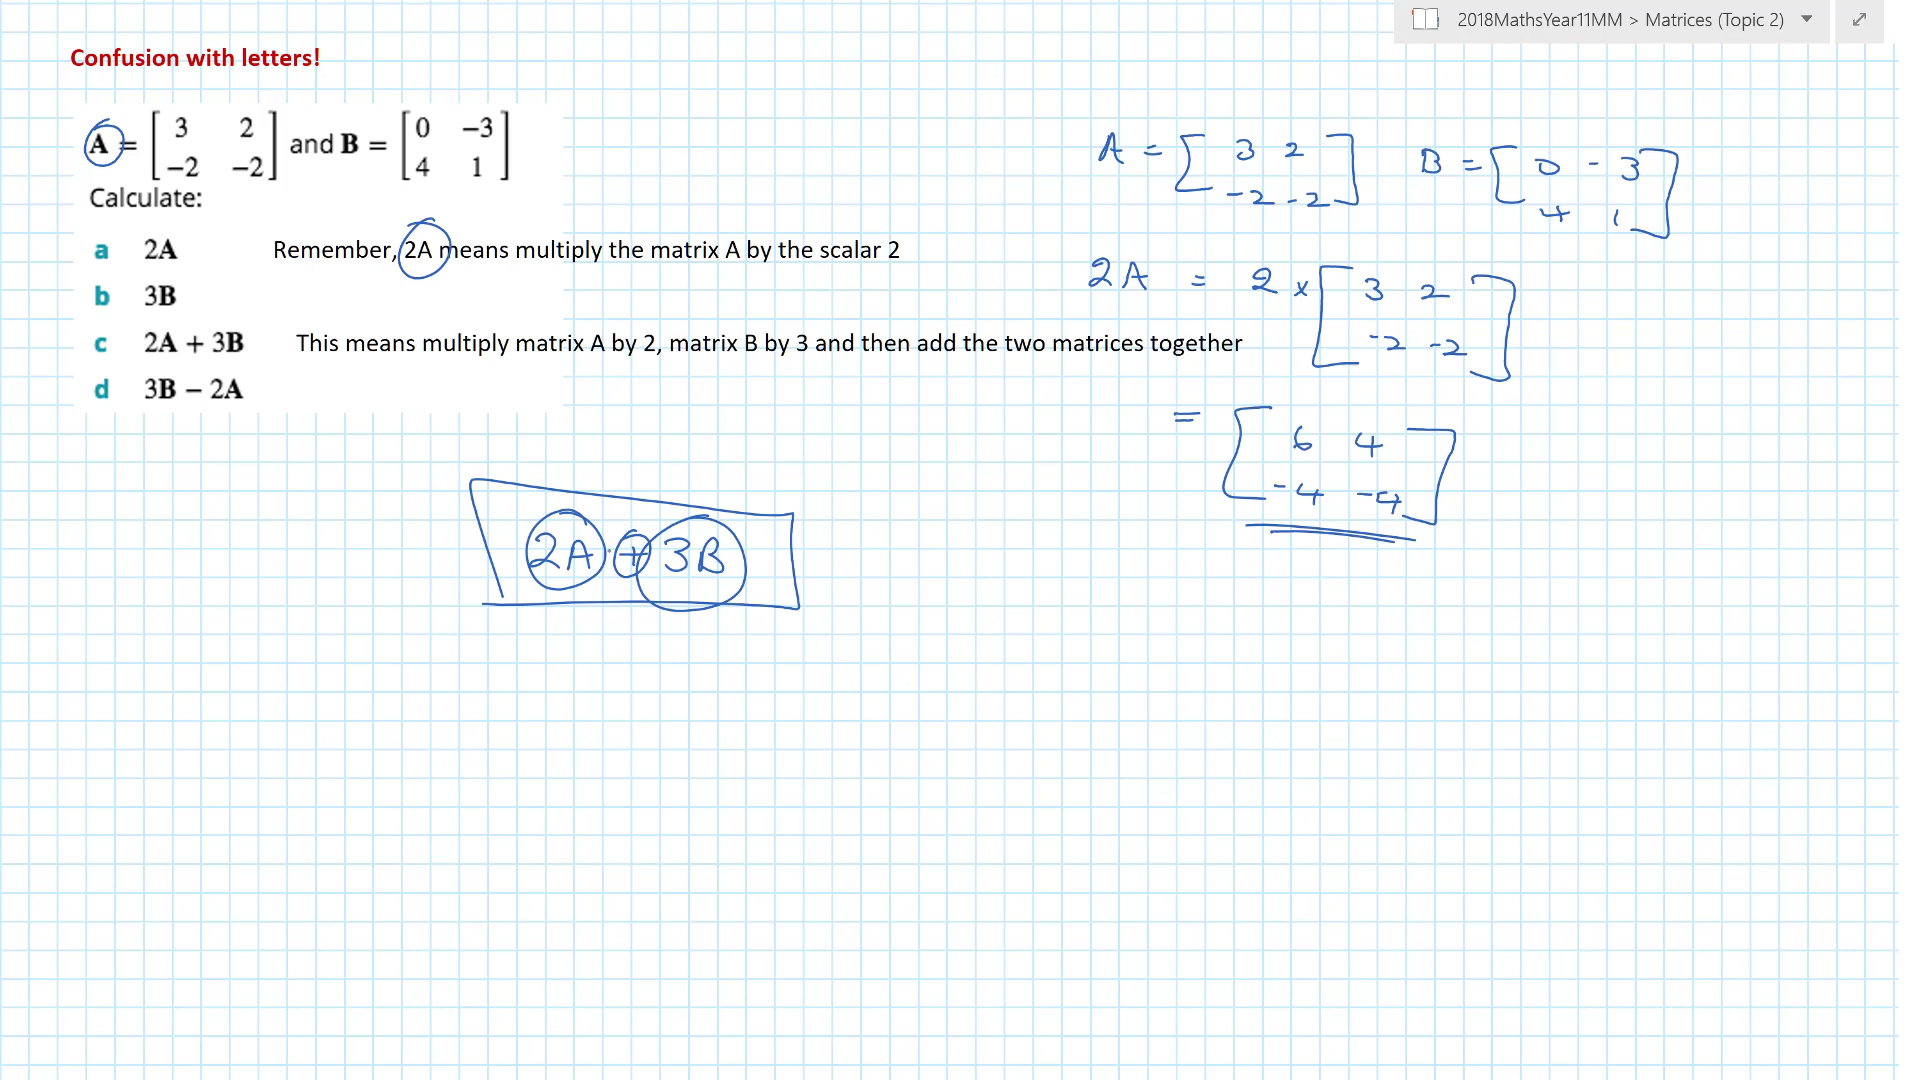 2018MathsYear11MM > Matrices (Topic 2)
Confusion with letters!
A = [3 2 -2 -2] and B = [0 -3 4 1]
Calculate:
a 2A Remember, 2A means multiply the matrix A by the scalar 2
b 3B
c 2A + 3B This means multiply matrix A by 2, matrix B by 3 and then add the two matrices together
d 3B – 2A
2A + 3B
A = [3 2 -2 -2] B = [0 -3 4 1]
2A = 2 × [3 2 -2 -2]
= [6 4 -4 -4]